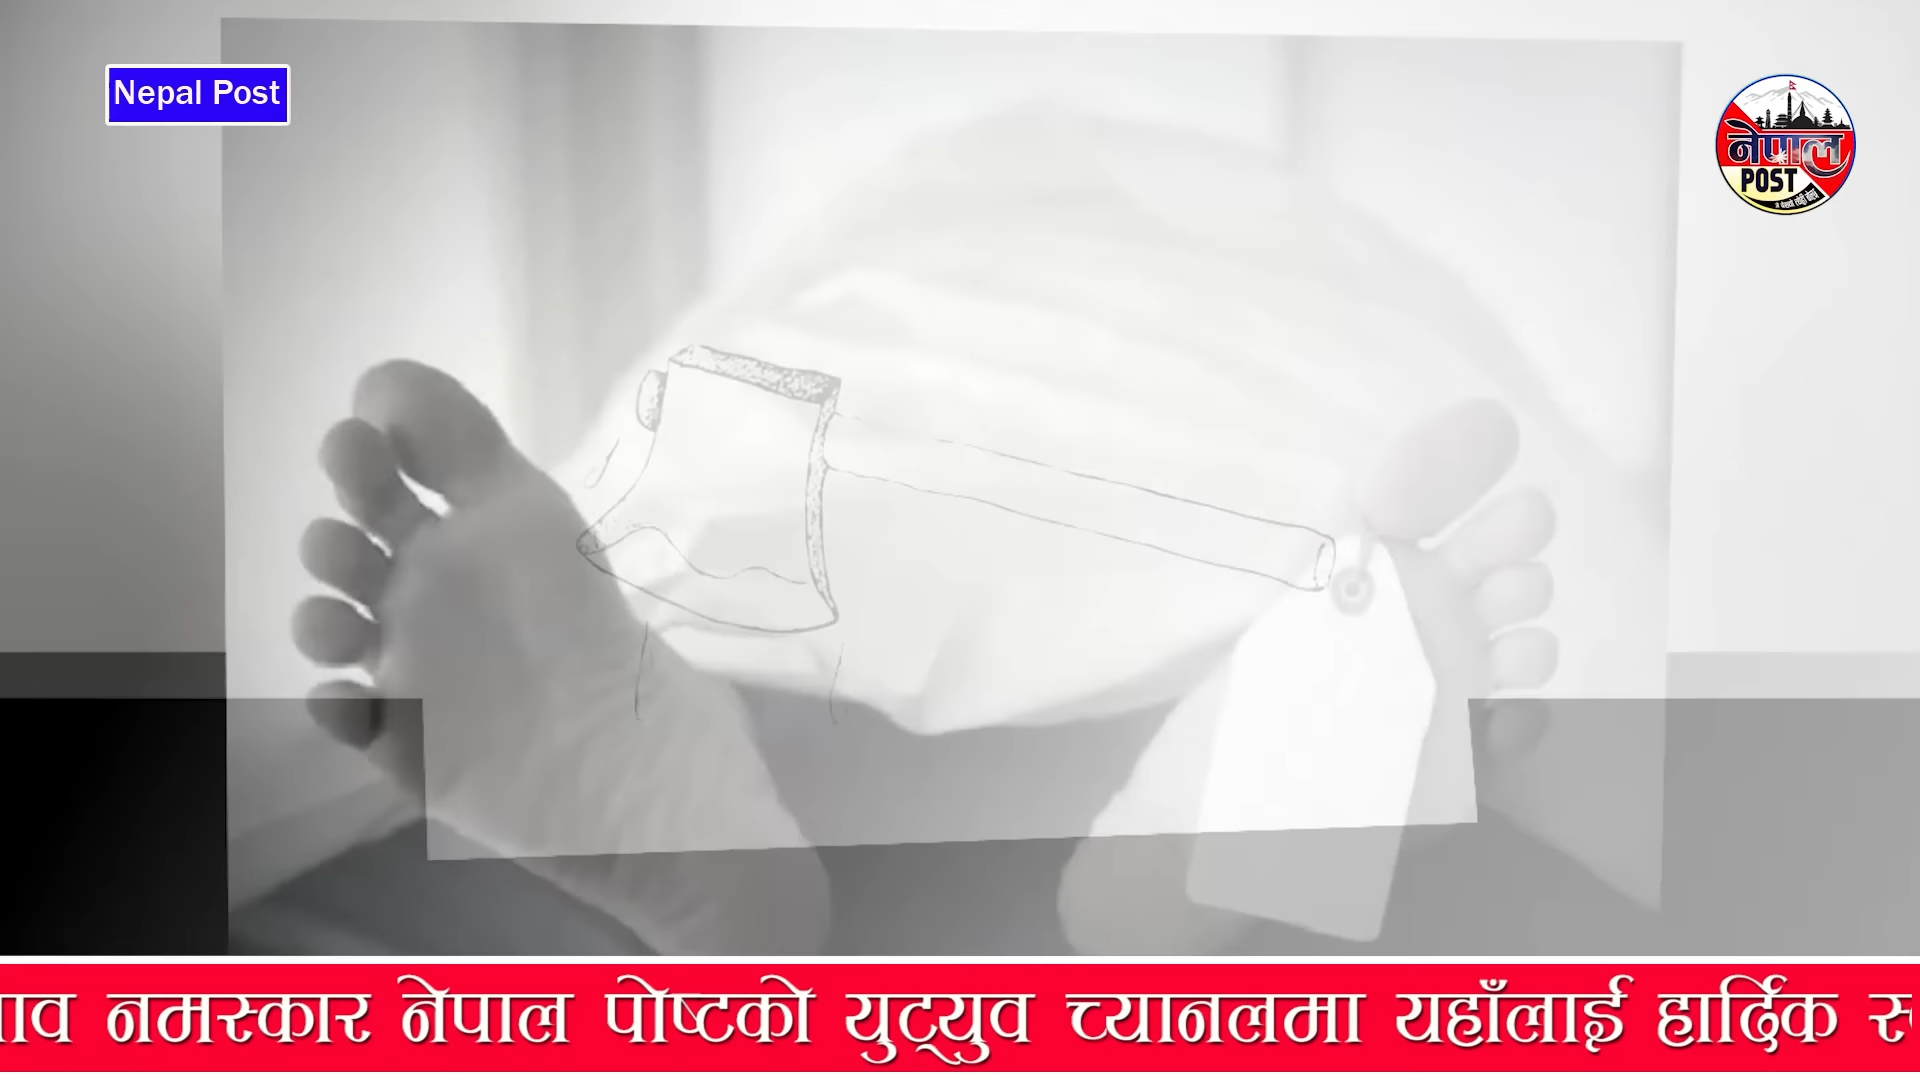 Nepal Post
नेपाल
POST
नमस्कार नेपाल पोष्टको युट्युव च्यानलमा यहाँलाई हार्दिक